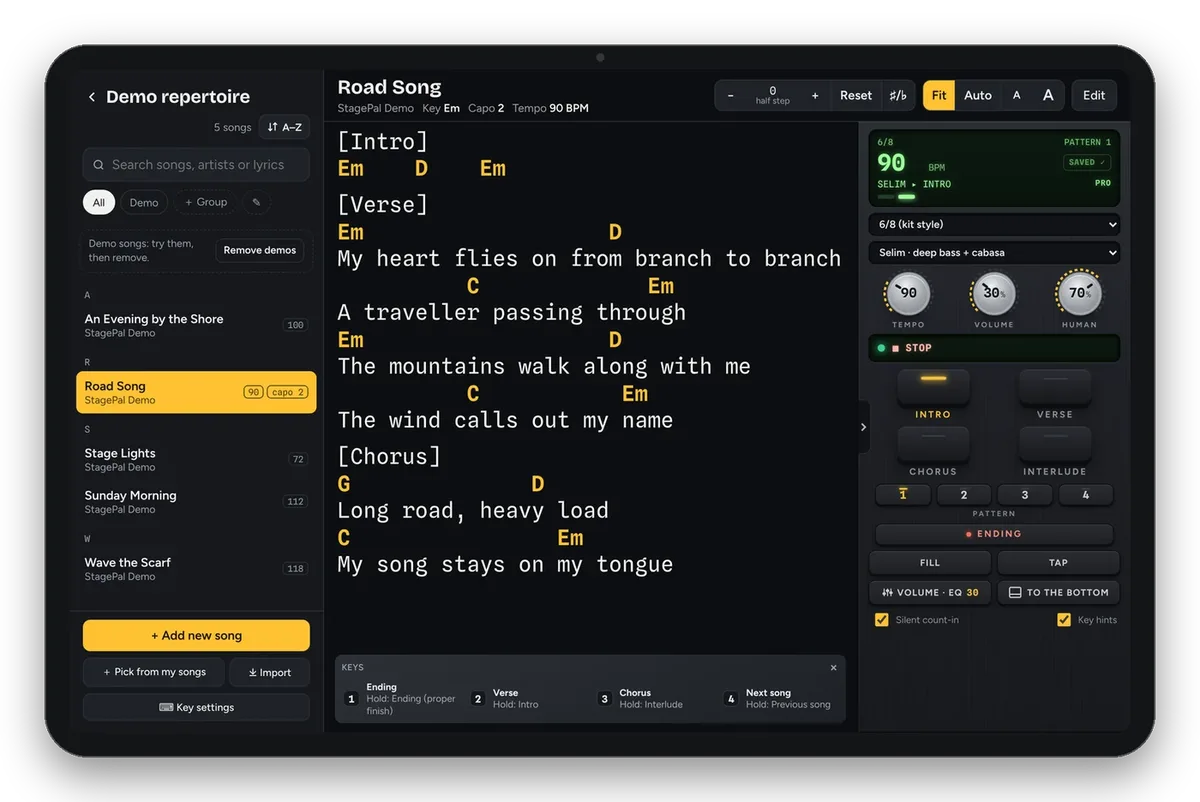 Demo repertoire
5 songs
A–Z
Search songs, artists or lyrics
All Demo + Group
Demo songs: try them,
then remove.
Remove demos
A
An Evening by the Shore
StagePal Demo
100
R
Road Song
StagePal Demo
90 capo 2
S
Stage Lights
StagePal Demo
72
Sunday Morning
StagePal Demo
112
W
Wave the Scarf
StagePal Demo
118
+ Add new song
+ Pick from my songs
Import
Key settings
Road Song
StagePal Demo Key Em Capo 2 Tempo 90 BPM
- 0 +
half step
Reset ♯/♭
Fit Auto A A
Edit
[Intro]
Em D Em
[Verse]
Em D
My heart flies on from branch to branch
C Em
A traveller passing through
Em D
The mountains walk along with me
C Em
The wind calls out my name
[Chorus]
G D
Long road, heavy load
C Em
My song stays on my tongue
KEYS
1 Ending
Hold: Ending (proper
finish)
2 Verse
Hold: Intro
3 Chorus
Hold: Interlude
4 Next song
Hold: Previous song
6/8 PATTERN 1
90 BPM
SAVED ✓
SELIM ▸ INTRO
PRO
6/8 (kit style)
Selim · deep bass + cabasa
90 30% 70%
TEMPO VOLUME HUMAN
STOP
INTRO VERSE
CHORUS INTERLUDE
1 2 3 4
PATTERN
ENDING
FILL TAP
VOLUME · EQ 30
TO THE BOTTOM
Silent count-in
Key hints